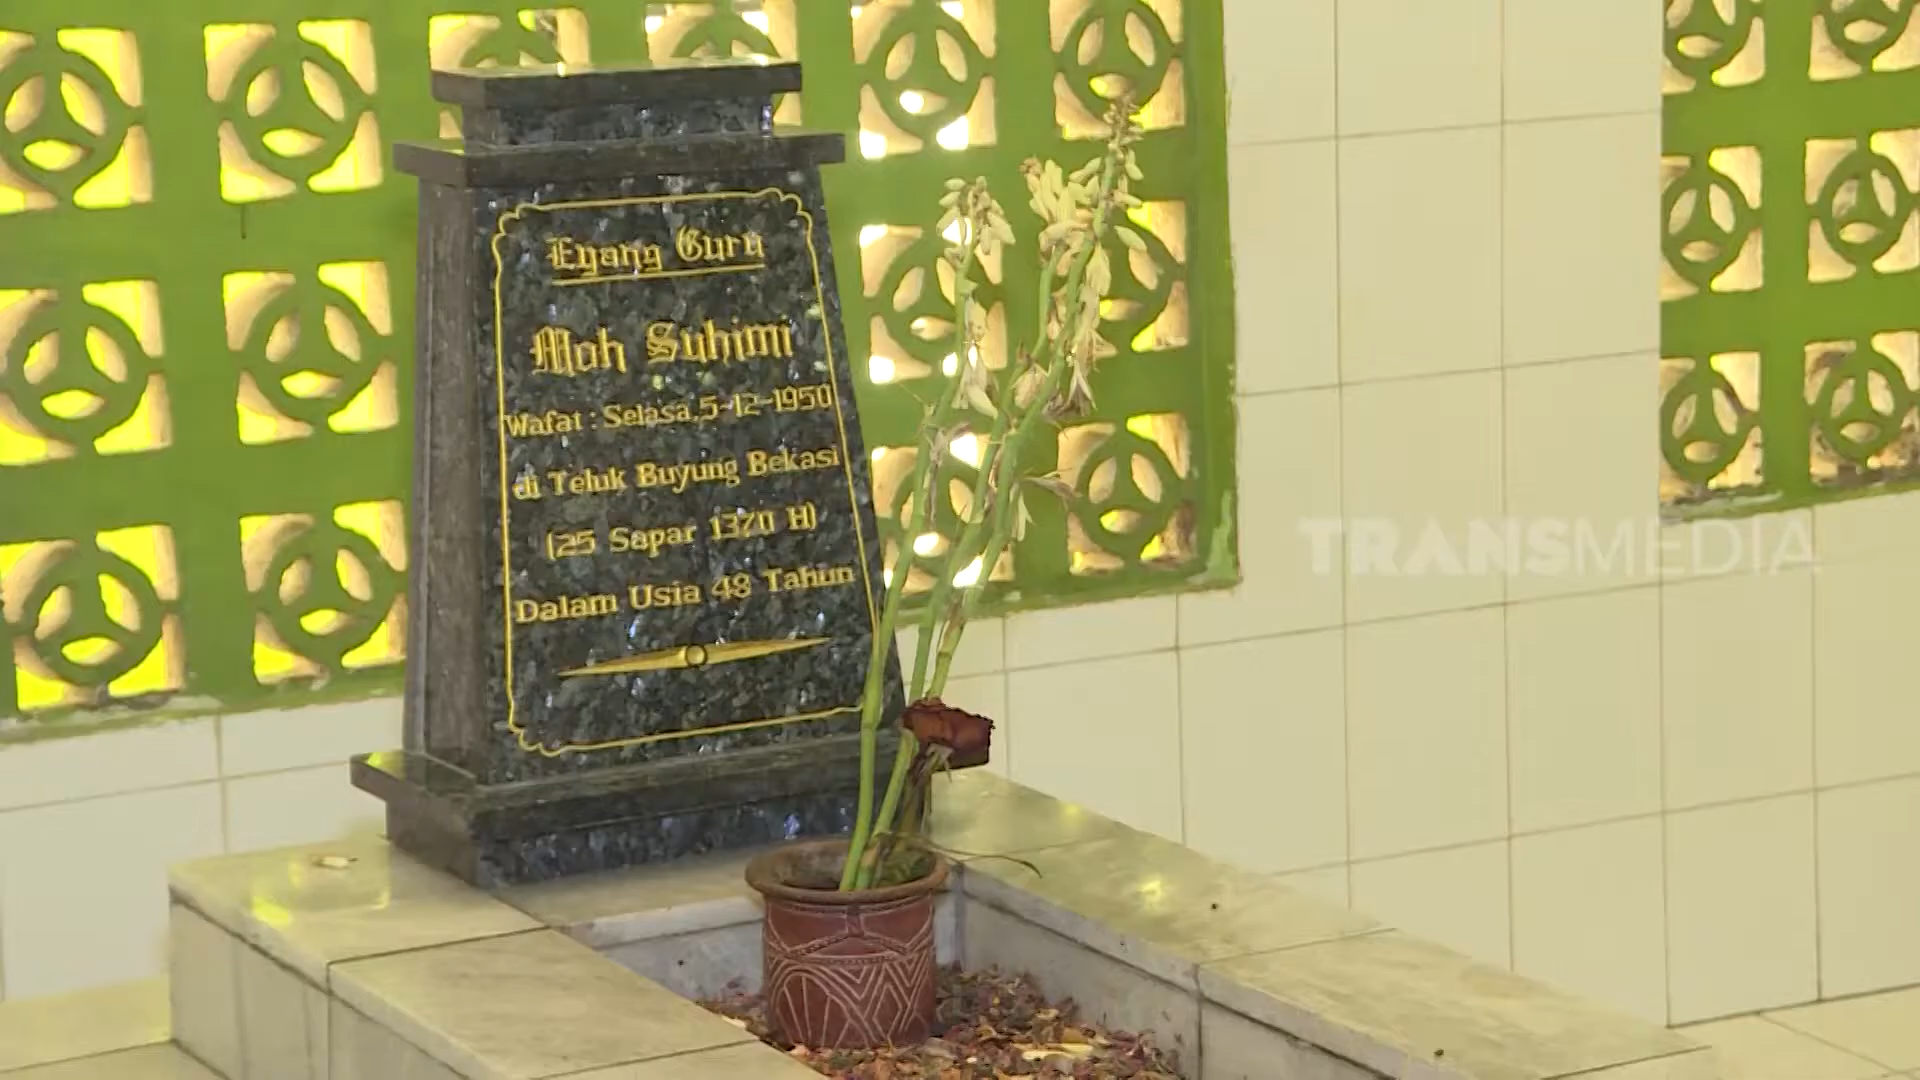 Eyang Guru
Moh Suhimi
Wafat : Selasa, 5-12-1950
di Teluk Buyung Bekasi
(25 Sapar 1370 H)
Dalam Usia 48 Tahun
TRANSMEDIA